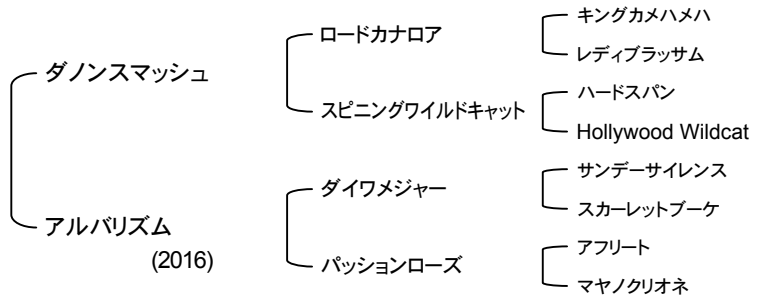 キングカメハメハ
ロードカナロア
レディブラッサム
ダノンスマッシュ
ハードスパン
スピニングワイルドキャット
Hollywood Wildcat
サンデーサイレンス
ダイワメジャー
スカーレットブーケ
アルバリズム
(2016)
アフリート
パッションローズ
マヤノクリオネ